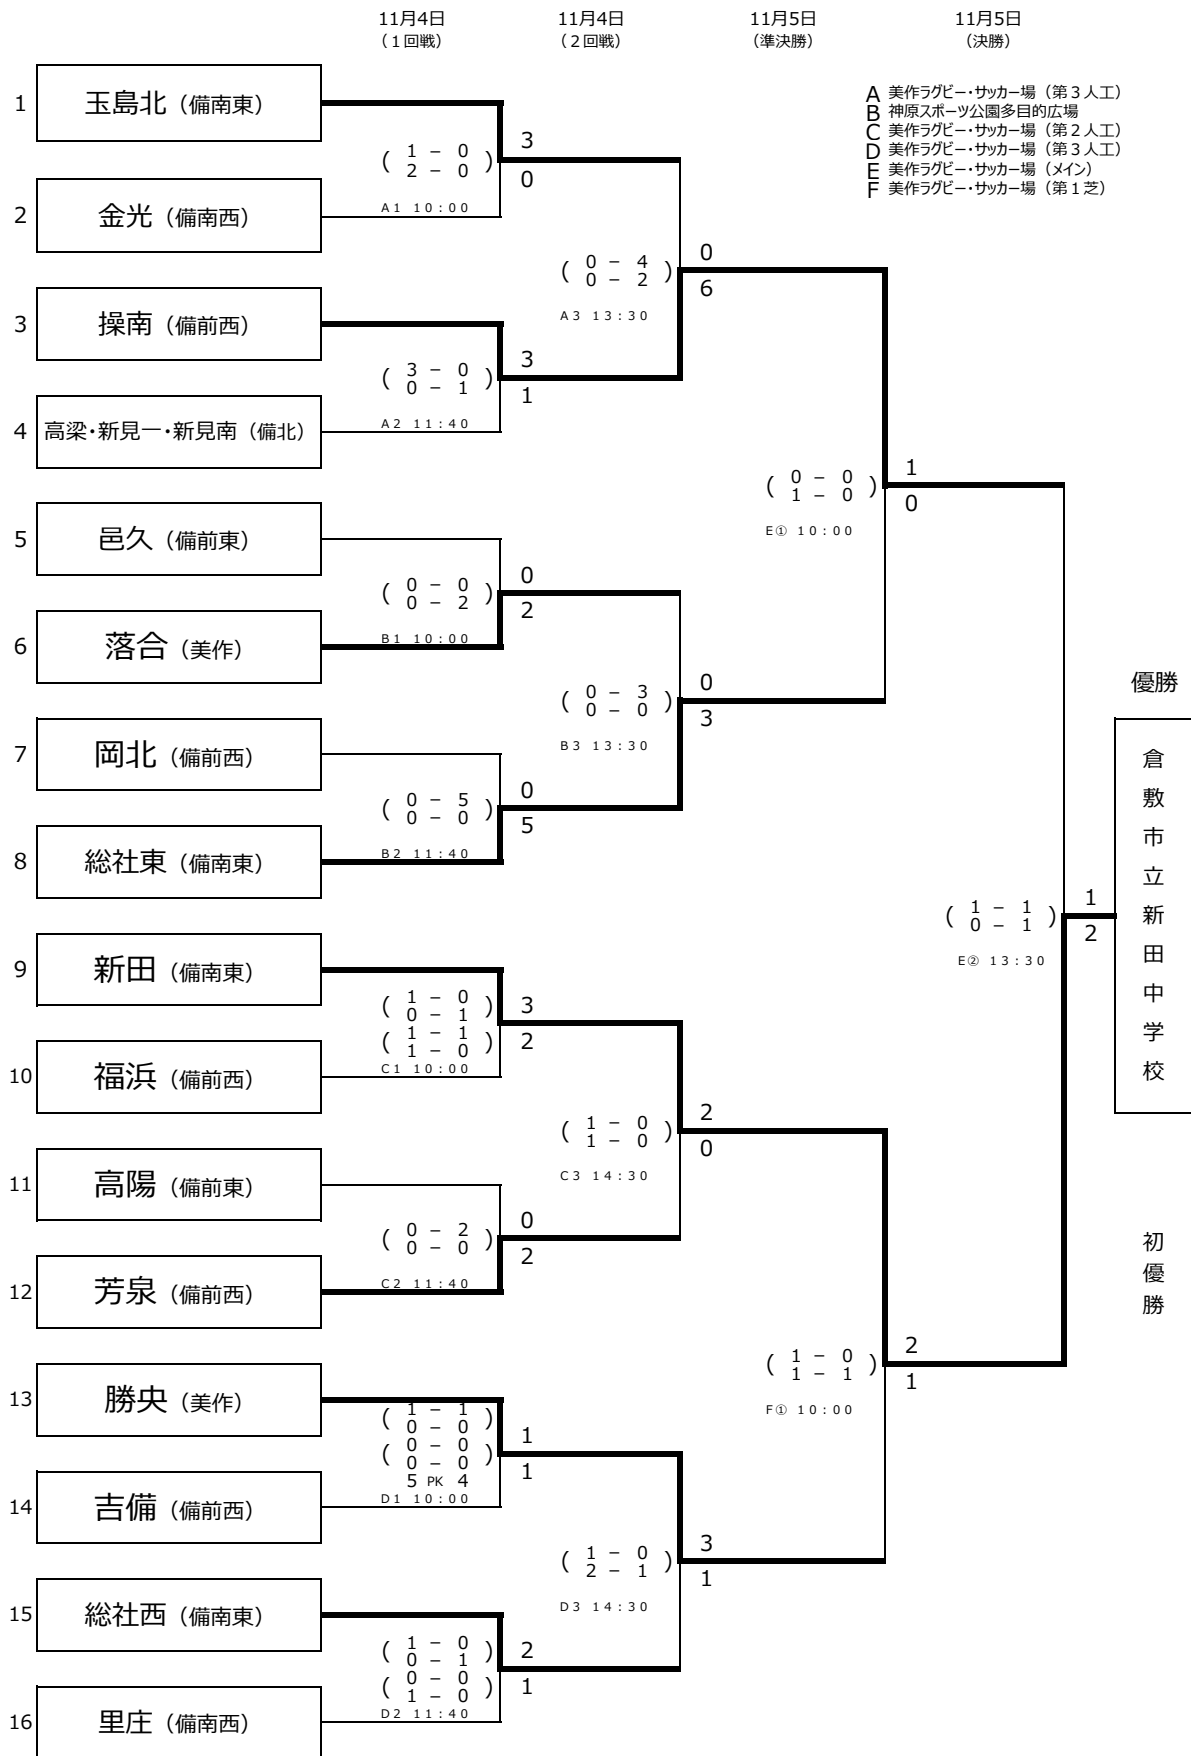 11月4日 11月4日 11月5日 11月5日
（１回戦） （２回戦） （準決勝） （決勝）
A 美作ラグビー・サッカー場（第３人工）
B 神原スポーツ公園多目的広場
C 美作ラグビー・サッカー場（第２人工）
D 美作ラグビー・サッカー場（第３人工）
E 美作ラグビー・サッカー場（メイン）
F 美作ラグビー・サッカー場（第１芝）
1 玉島北（備南東）
3
( 1 － 0
2 － 0 )
0
A1 10：00
2 金光（備南西）
0
( 0 － 4
0 － 2 )
6
A3 13：30
3 操南（備前西）
3
( 3 － 0
0 － 1 )
1
A2 11：40
4 高梁・新見一・新見南（備北）
1
( 0 － 0
1 － 0 )
0
E① 10：00
5 邑久（備前東）
0
( 0 － 0
0 － 2 )
2
B1 10：00
6 落合（美作）
0
( 0 － 3
0 － 0 )
3
B3 13：30
7 岡北（備前西）
0
( 0 － 5
0 － 0 )
5
B2 11：40
8 総社東（備南東）
1
( 1 － 1
0 － 1 )
2
E② 13：30
優勝
倉敷市立新田中学校
初優勝
9 新田（備南東）
3
( 1 － 0
0 － 1 )
( 1 － 1
1 － 0 )
2
C1 10：00
10 福浜（備前西）
2
( 1 － 0
1 － 0 )
0
C3 14：30
11 高陽（備前東）
0
( 0 － 2
0 － 0 )
2
C2 11：40
12 芳泉（備前西）
2
( 1 － 0
1 － 1 )
1
F① 10：00
13 勝央（美作）
( 1 － 1
0 － 0 )
1
( 0 － 0
0 － 0 )
1
5 PK 4
D1 10：00
14 吉備（備前西）
3
( 1 － 0
2 － 1 )
1
D3 14：30
15 総社西（備南東）
2
( 1 － 0
0 － 1 )
( 0 － 0
1 － 0 )
1
D2 11：40
16 里庄（備南西）